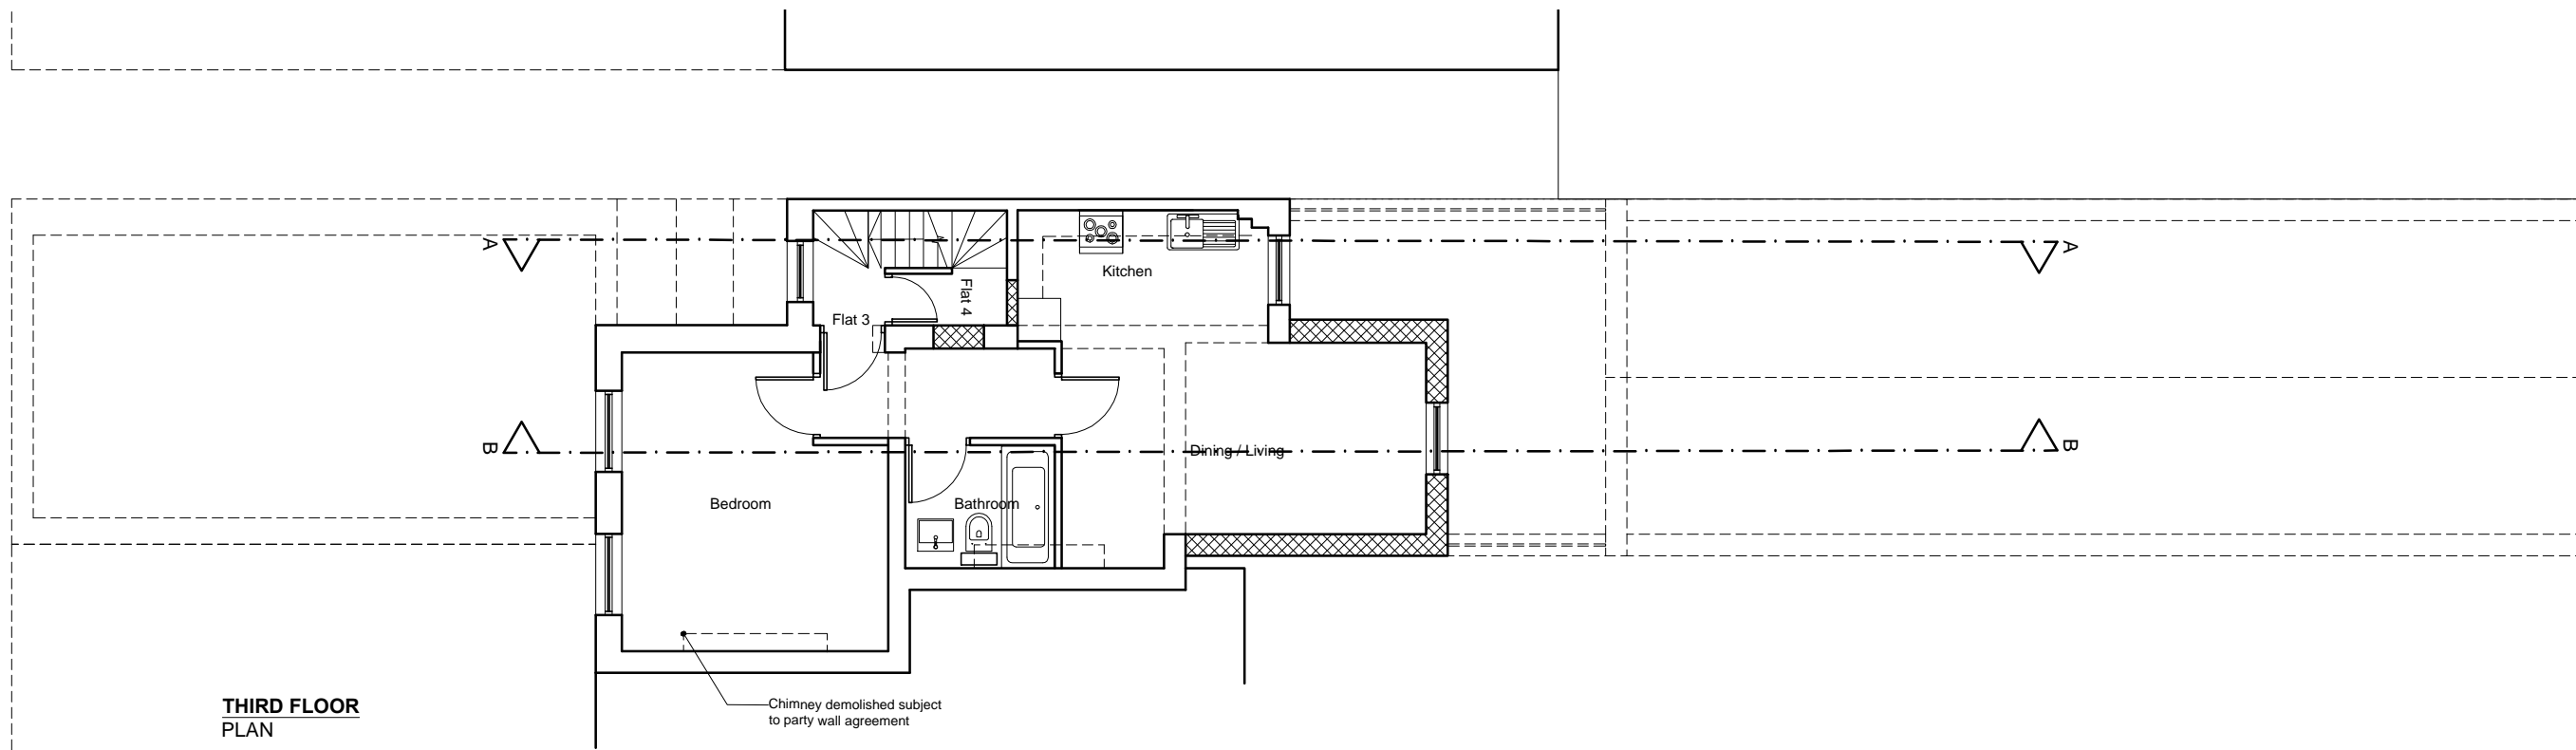 A
A
Kitchen
Flat 4
Flat 3
B
B
Dining / Living
Bedroom
Bathroom
THIRD FLOOR
PLAN
Chimney demolished subject
to party wall agreement